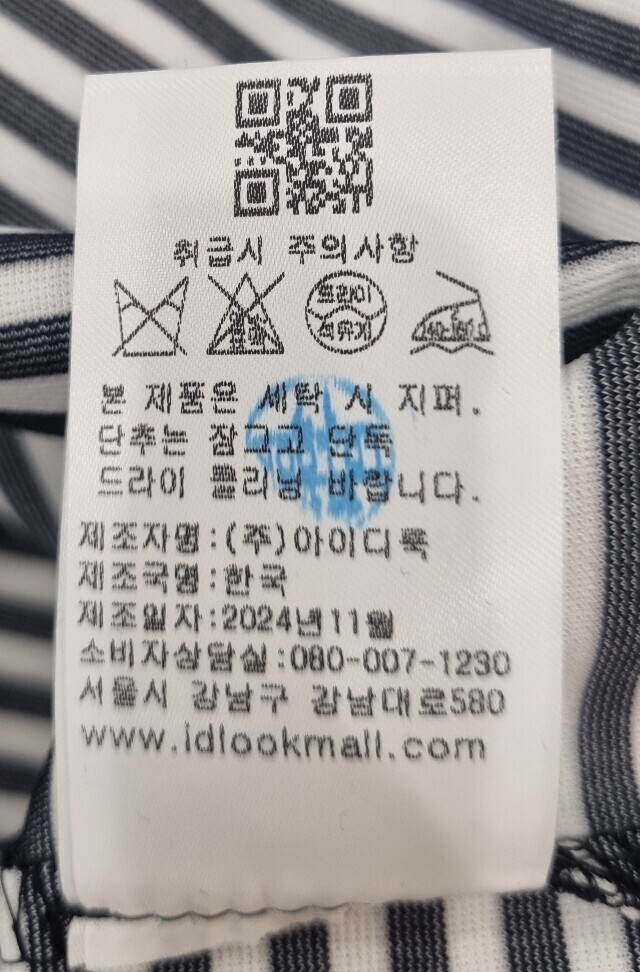 취급시 주의사항
드라이
석유계
140-160℃
본 제품은 세탁 시 지퍼.
단추는 잠그고 단독
드라이 클리닝 바랍니다.
제조자명:(주)아이디룩
제조국명:한국
제조일자:2024년11월
소비자상담실:080-007-1230
서울시 강남구 강남대로580
www.idlookmall.com